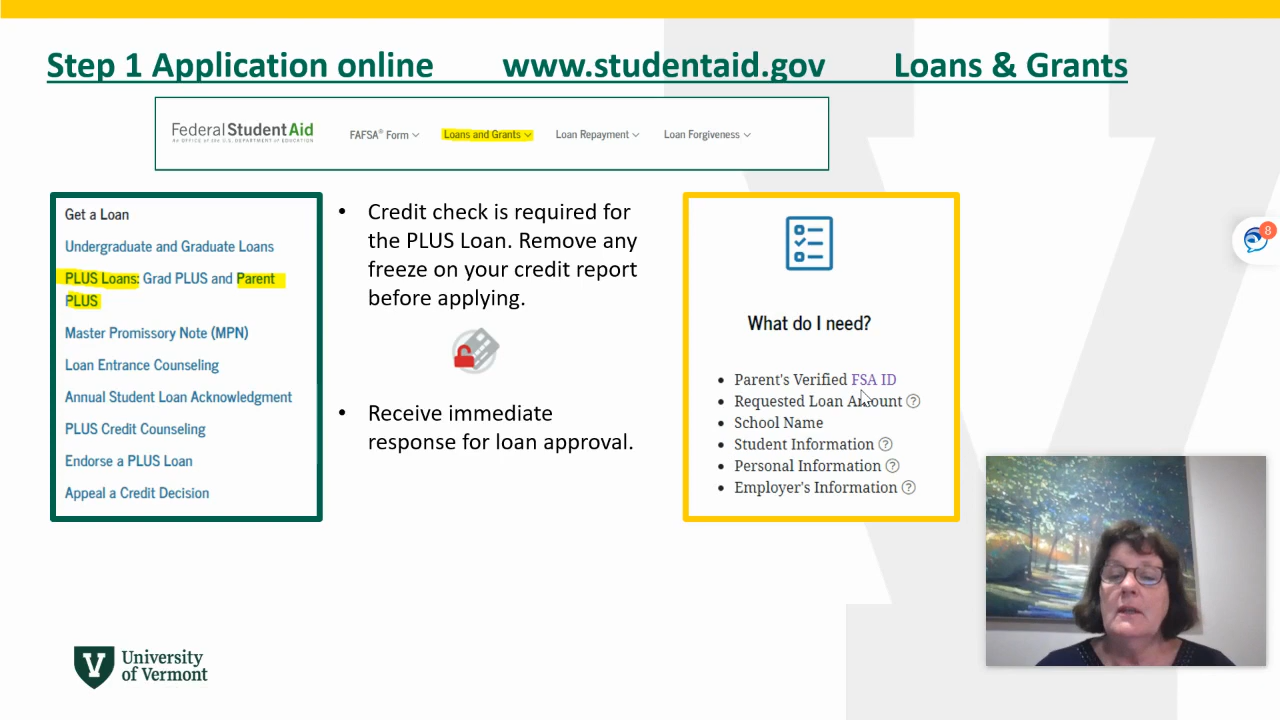 Step 1 Application online www.studentaid.gov Loans & Grants
Federal StudentAid
AN OFFICE OF THE U.S. DEPARTMENT OF EDUCATION
FAFSA® Form Loans and Grants Loan Repayment Loan Forgiveness
Get a Loan
Undergraduate and Graduate Loans
PLUS Loans: Grad PLUS and Parent
PLUS
Master Promissory Note (MPN)
Loan Entrance Counseling
Annual Student Loan Acknowledgment
PLUS Credit Counseling
Endorse a PLUS Loan
Appeal a Credit Decision
• Credit check is required for
the PLUS Loan. Remove any
freeze on your credit report
before applying.
• Receive immediate
response for loan approval.
What do I need?
• Parent's Verified FSA ID
• Requested Loan Amount ?
• School Name
• Student Information ?
• Personal Information ?
• Employer's Information ?
8
University
of Vermont